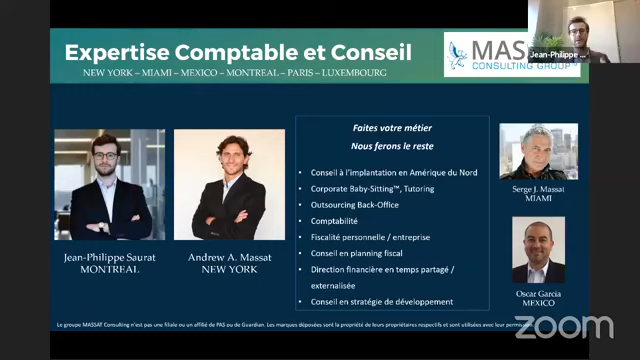 Expertise Comptable et Conseil
NEW YORK – MIAMI – MEXICO – MONTREAL – PARIS – LUXEMBOURG
MAS
CONSULTING GROUP
Jean-Philippe ...
Faites votre métier
Nous ferons le reste
• Conseil à l'implantation en Amérique du Nord
• Corporate Baby-Sitting™, Tutoring
• Outsourcing Back-Office
• Comptabilité
• Fiscalité personnelle / entreprise
• Conseil en planning fiscal
• Direction financière en temps partagé /
externalisée
• Conseil en stratégie de développement
Jean-Philippe Saurat
MONTREAL
Andrew A. Massat
NEW YORK
Serge J. Massat
MIAMI
Oscar Garcia
MEXICO
Le groupe MASSAT Consulting n'est pas une filiale ou un affilié de PAS ou de Guardian. Les marques déposées sont la propriété de leurs propriétaires respectifs et sont utilisées avec leur permission
zoom